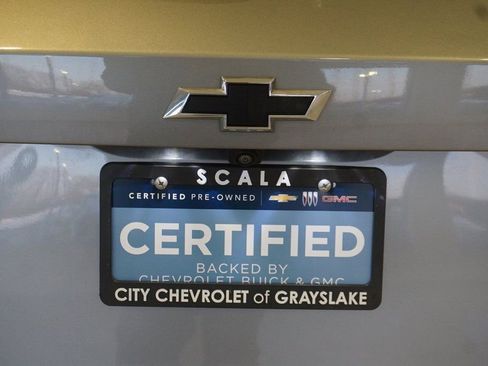 SCALA
CERTIFIED PRE-OWNED GMC
CERTIFIED
BACKED BY
CHEVROLET BUICK & GMC
CITY CHEVROLET of GRAYSLAKE